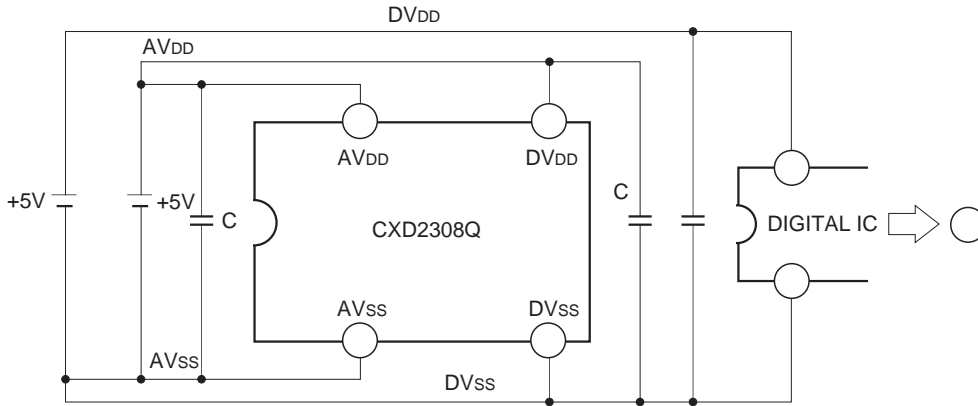 DVDD
AVDD
AVDD
DVDD
+5V
+5V
C
C
CXD2308Q
DIGITAL IC
AVSS
DVSS
AVSS
DVSS